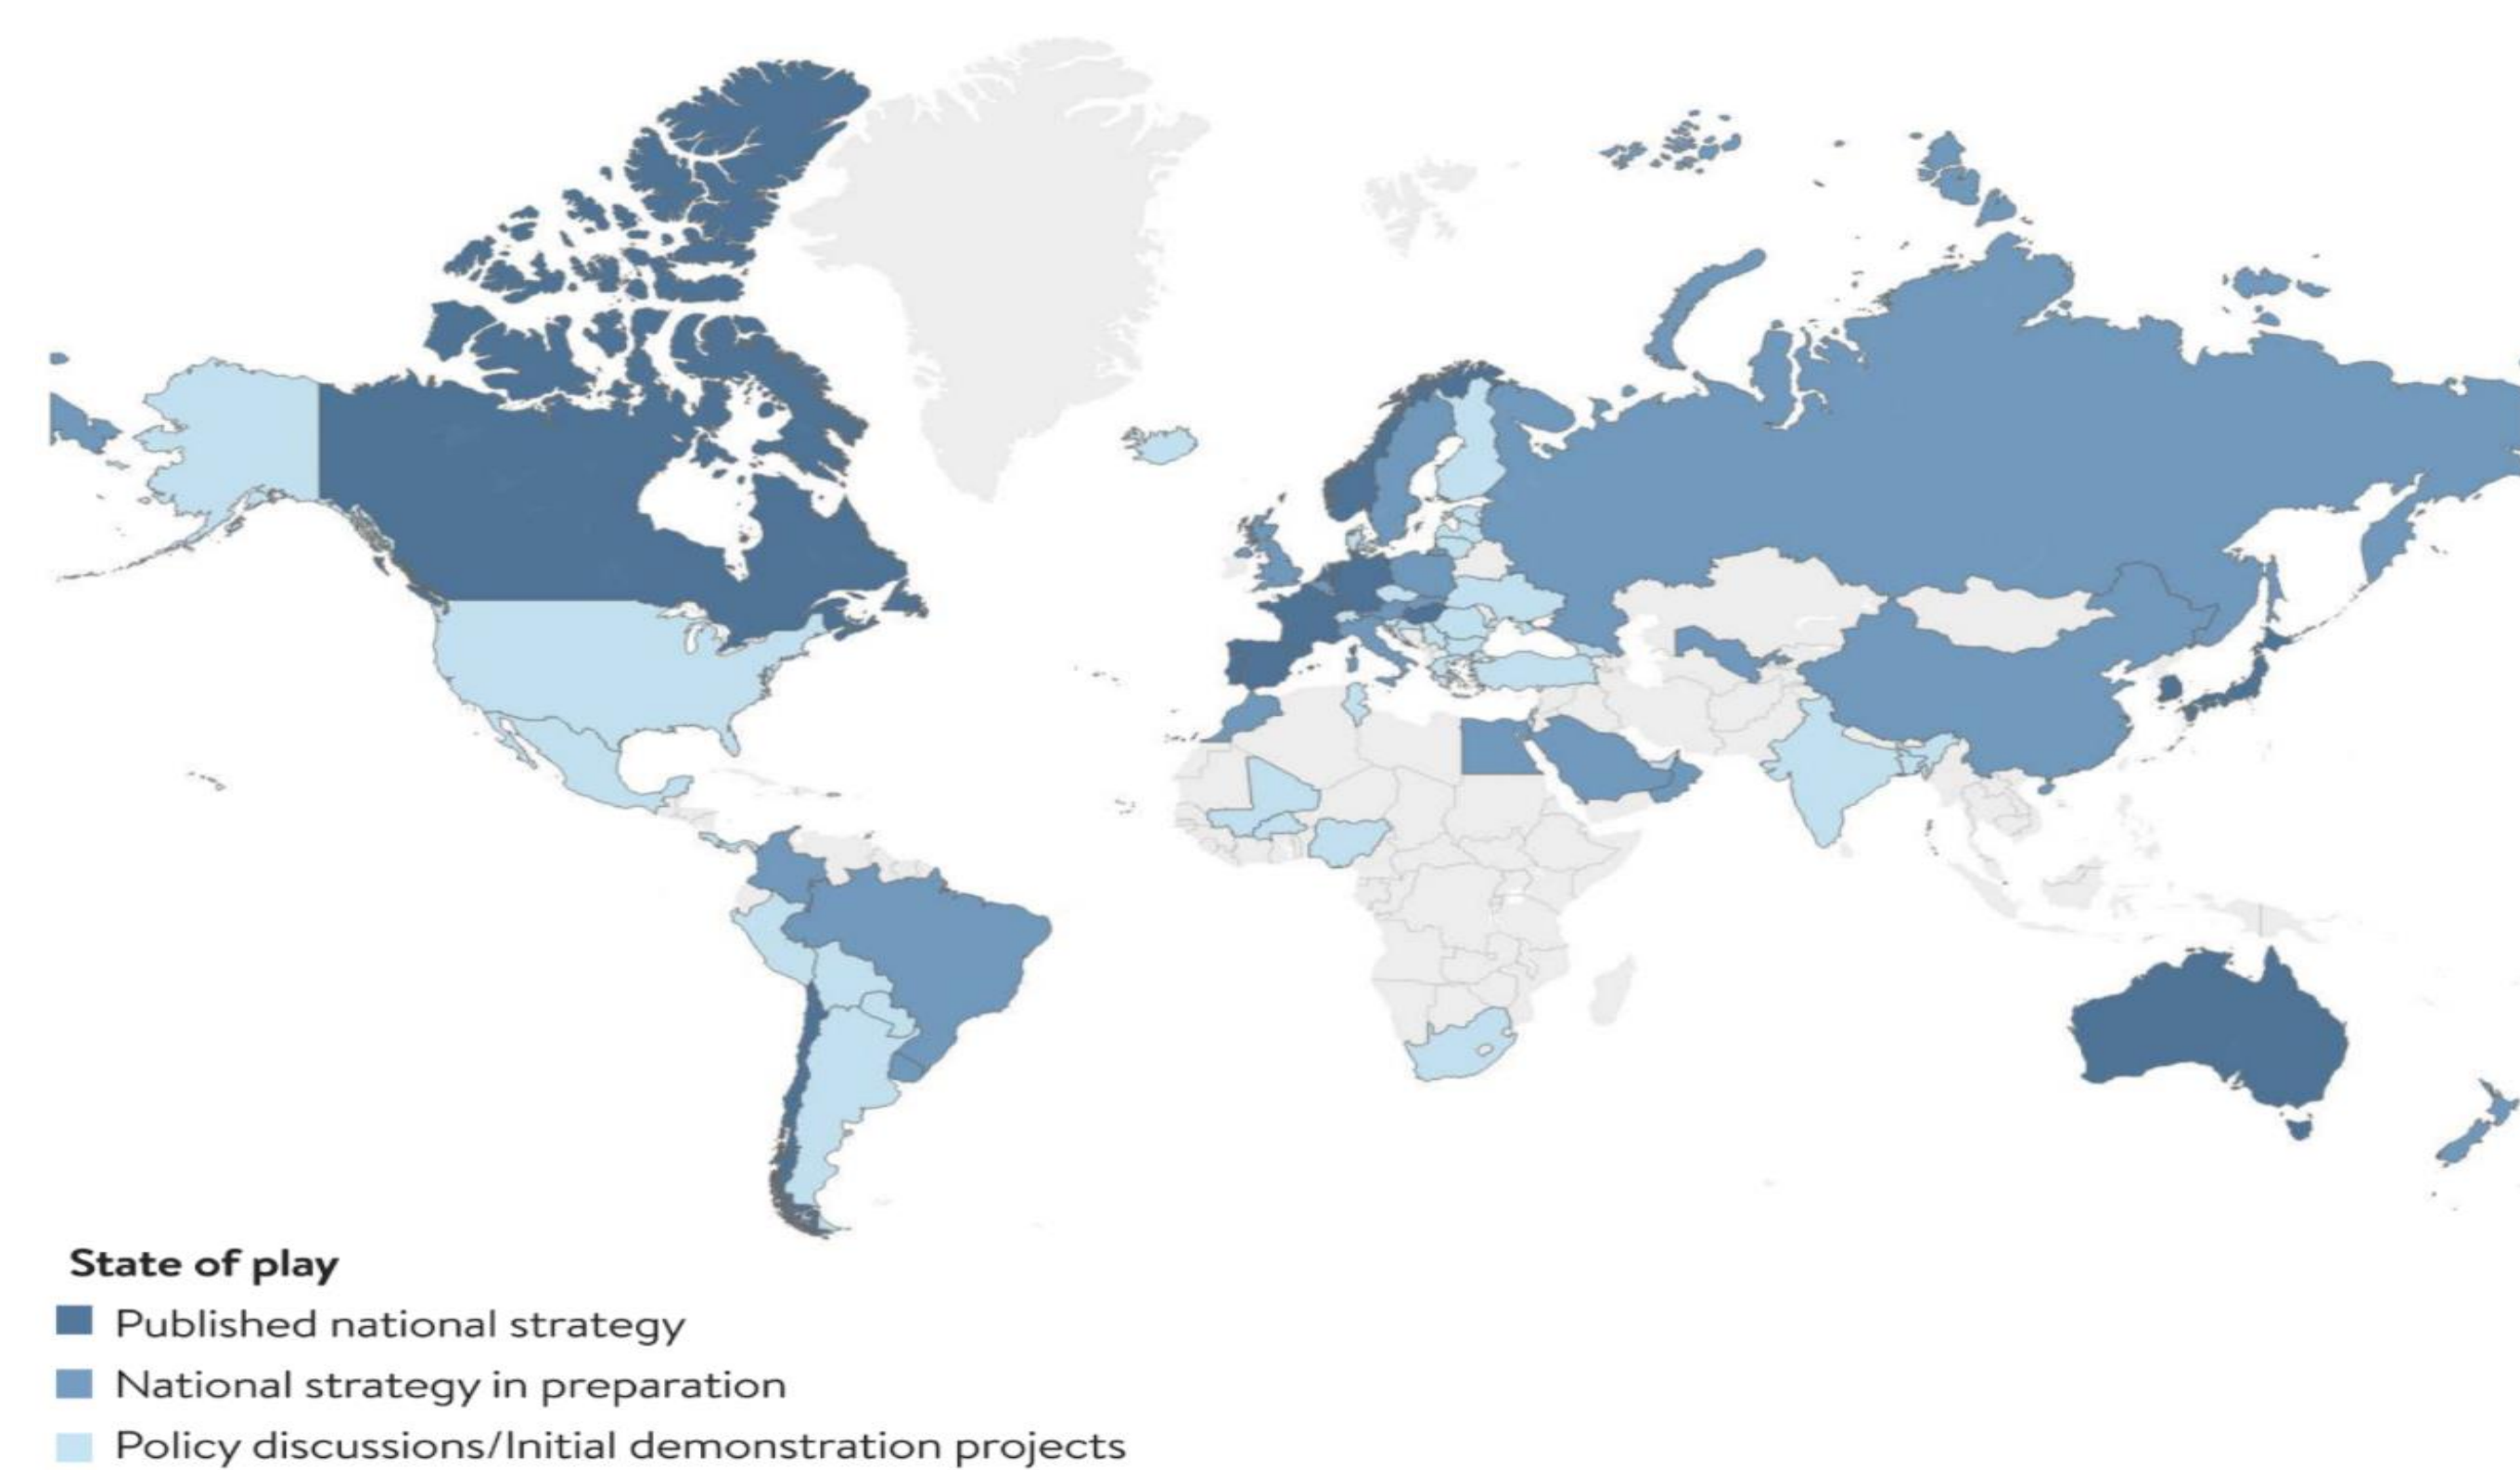 State of play
Published national strategy
National strategy in preparation
Policy discussions/Initial demonstration projects